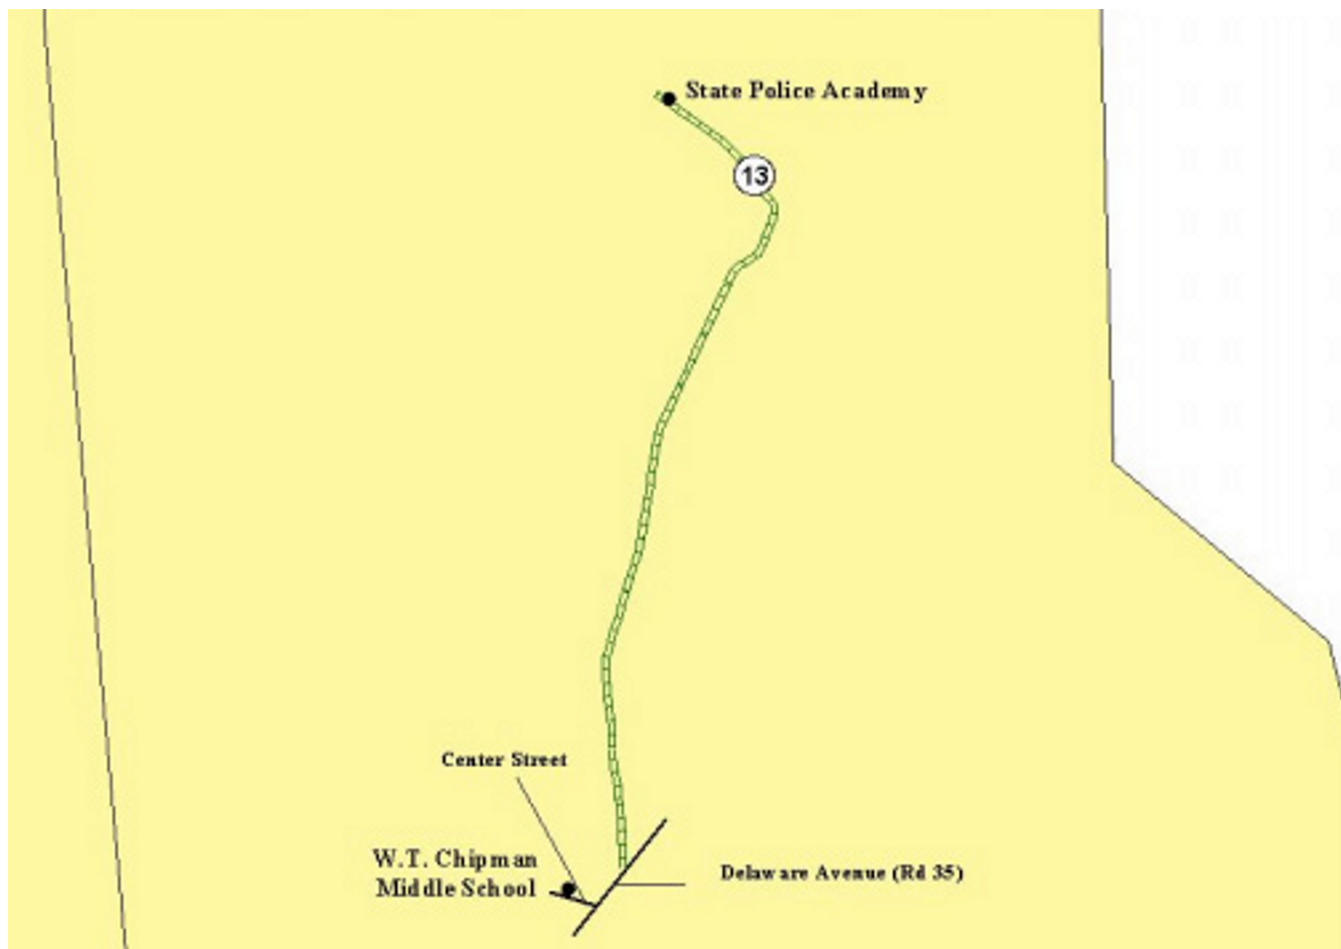 State Police Academy
13
Center Street
W.T. Chipman
Middle School
Delaware Avenue (Rd 35)